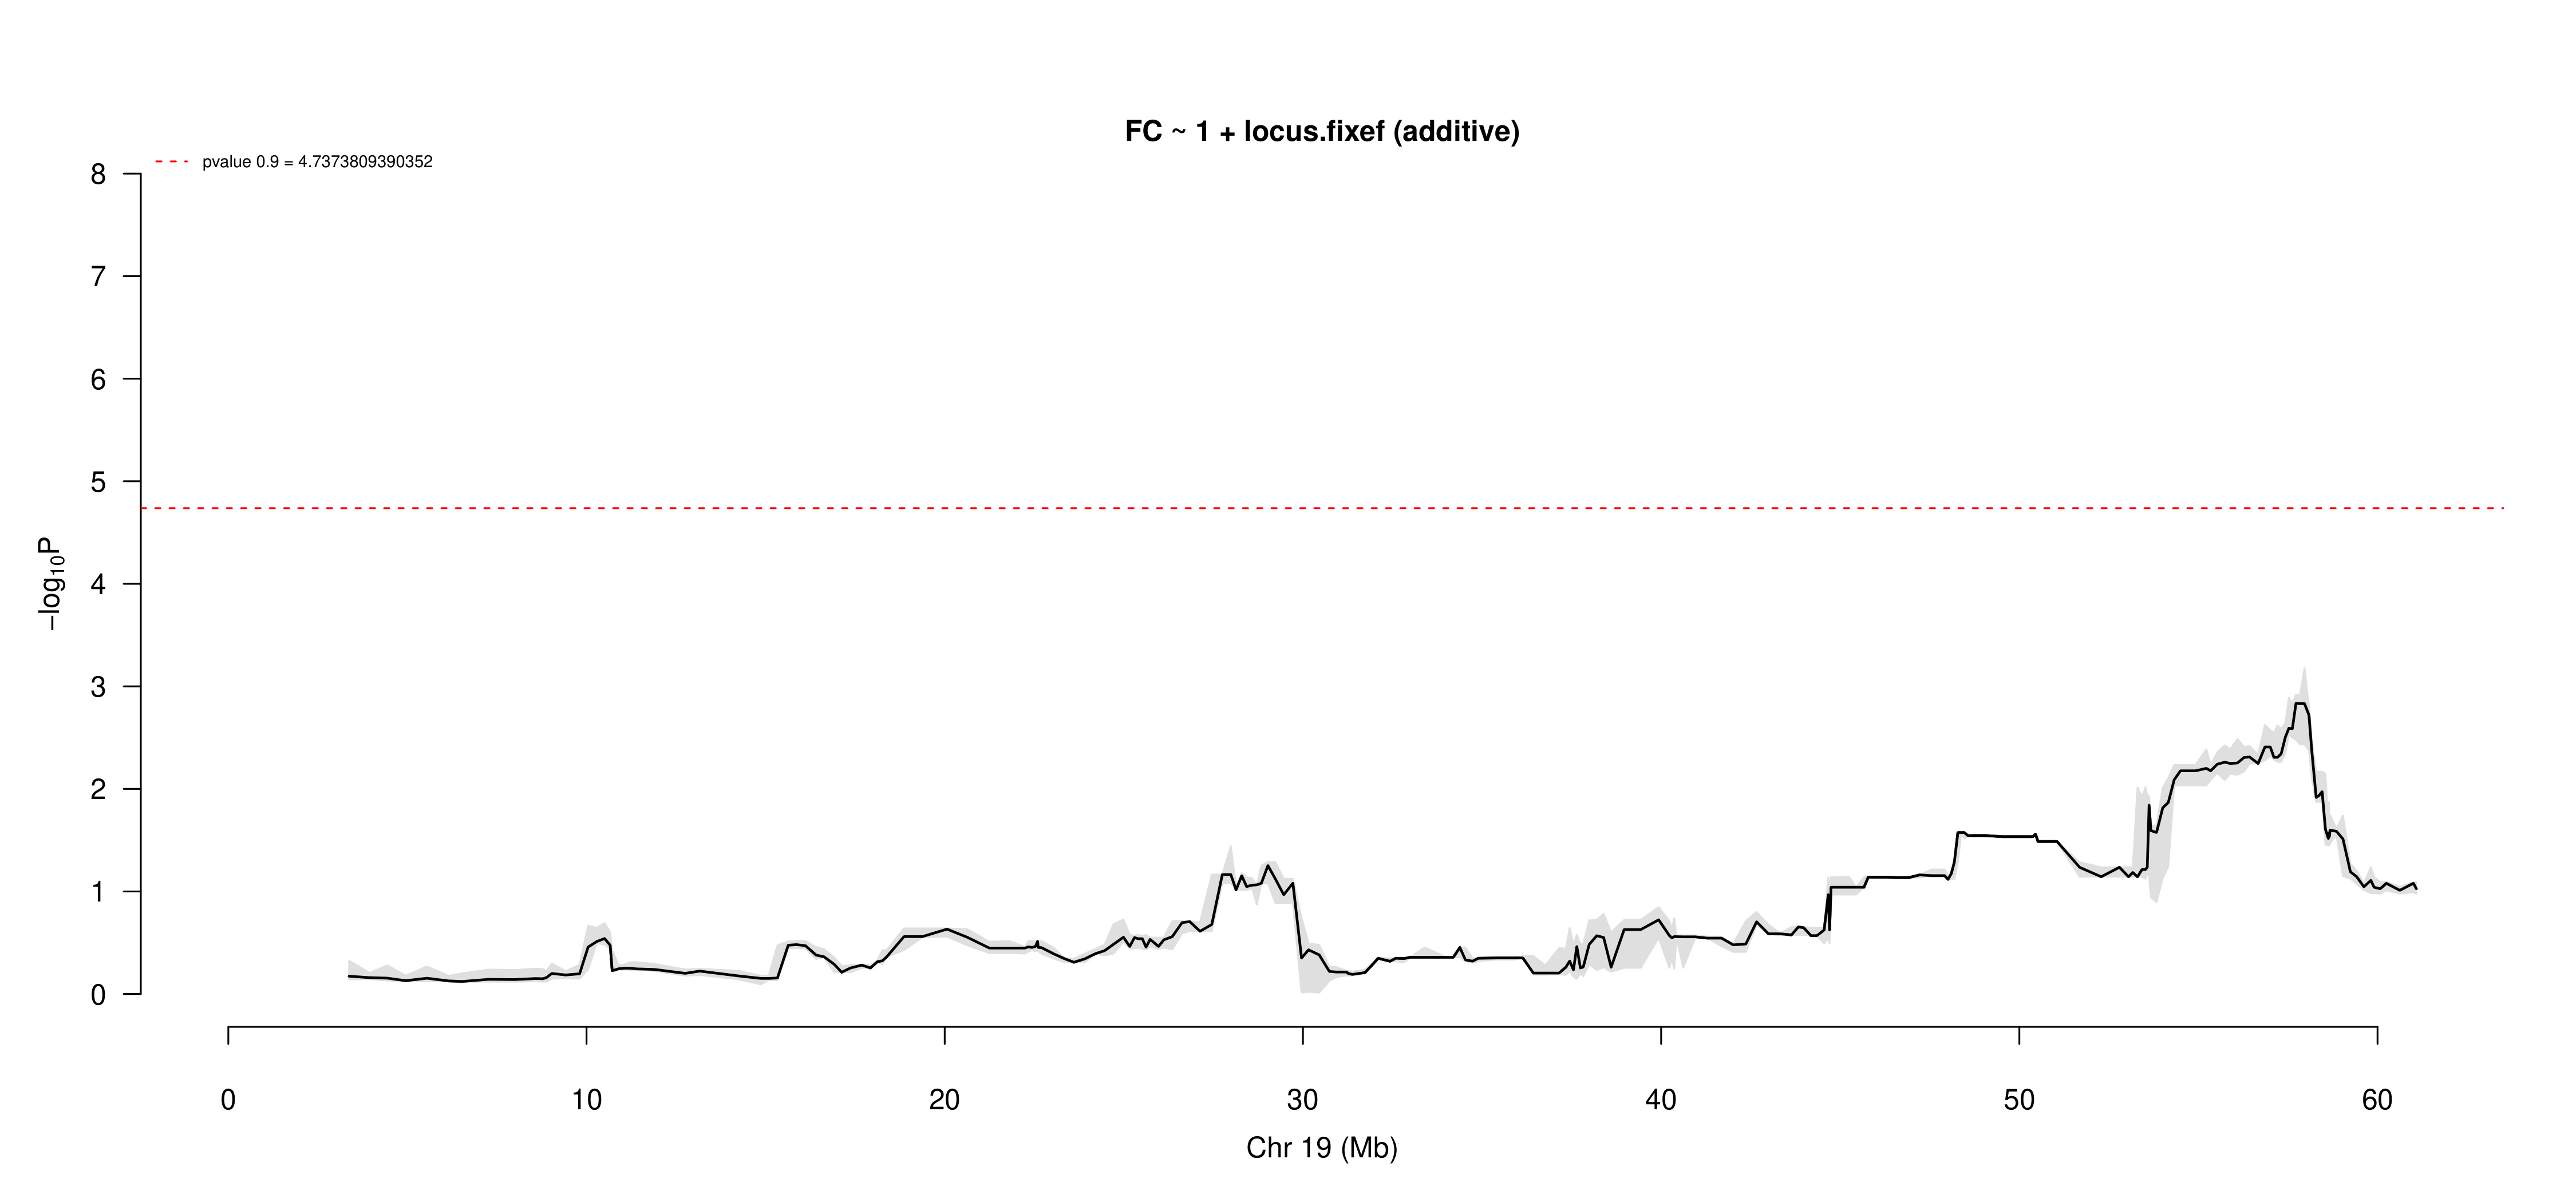 FC ~ 1 + locus.fixef (additive)
pvalue 0.9 = 4.7373809390352
8
7
6
5
4
3
2
1
0
−log10P
0 10 20 30 40 50 60
Chr 19 (Mb)